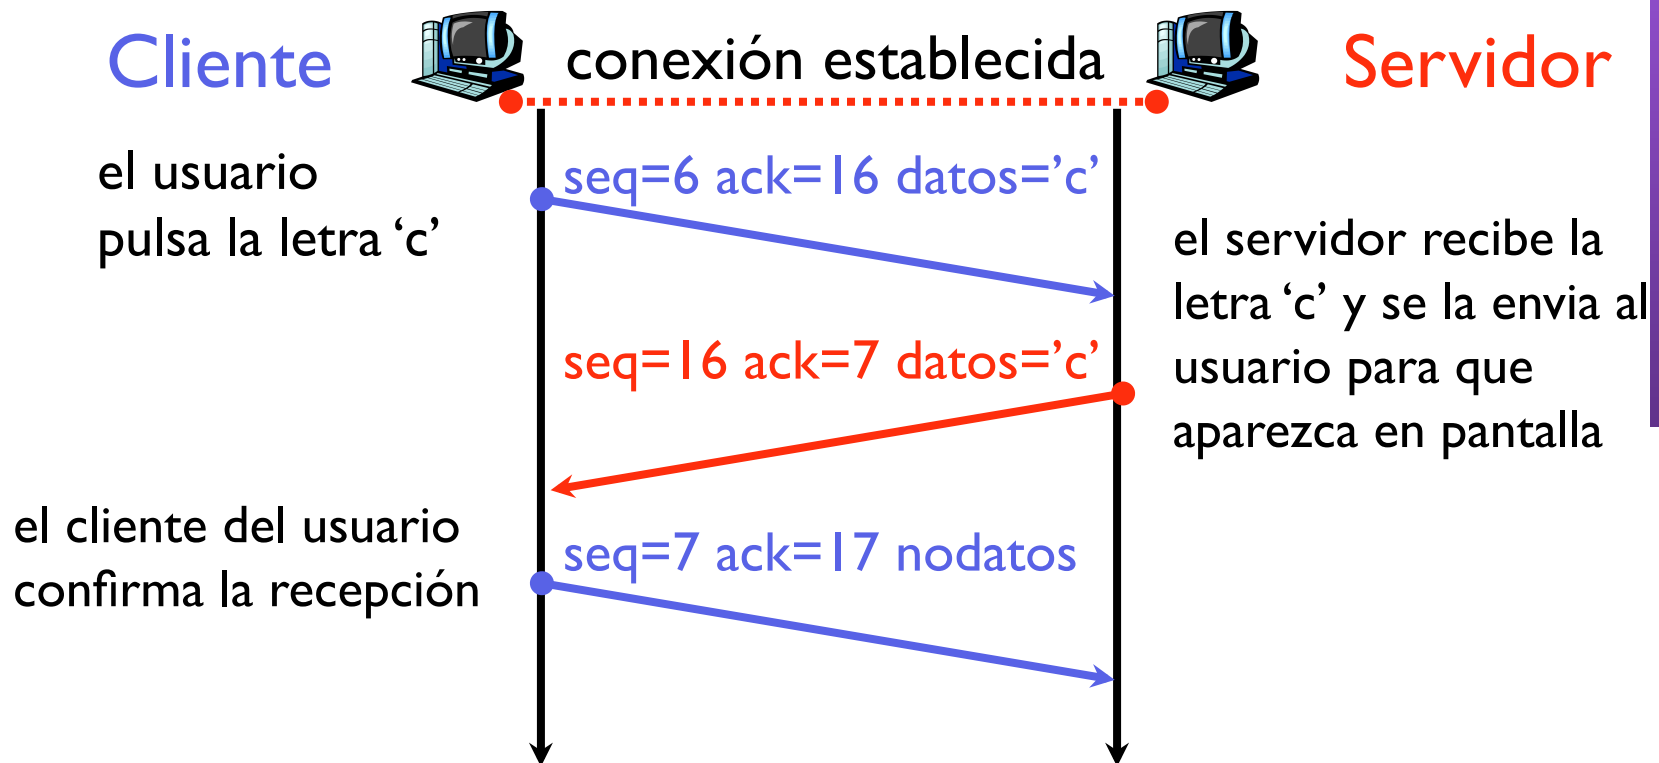 Cliente
conexión establecida
Servidor
el usuario
pulsa la letra ‘c’
seq=6 ack=16 datos=’c’
el servidor recibe la
letra ‘c’ y se la envia al
usuario para que
aparezca en pantalla
seq=16 ack=7 datos=’c’
el cliente del usuario
confirma la recepción
seq=7 ack=17 nodatos